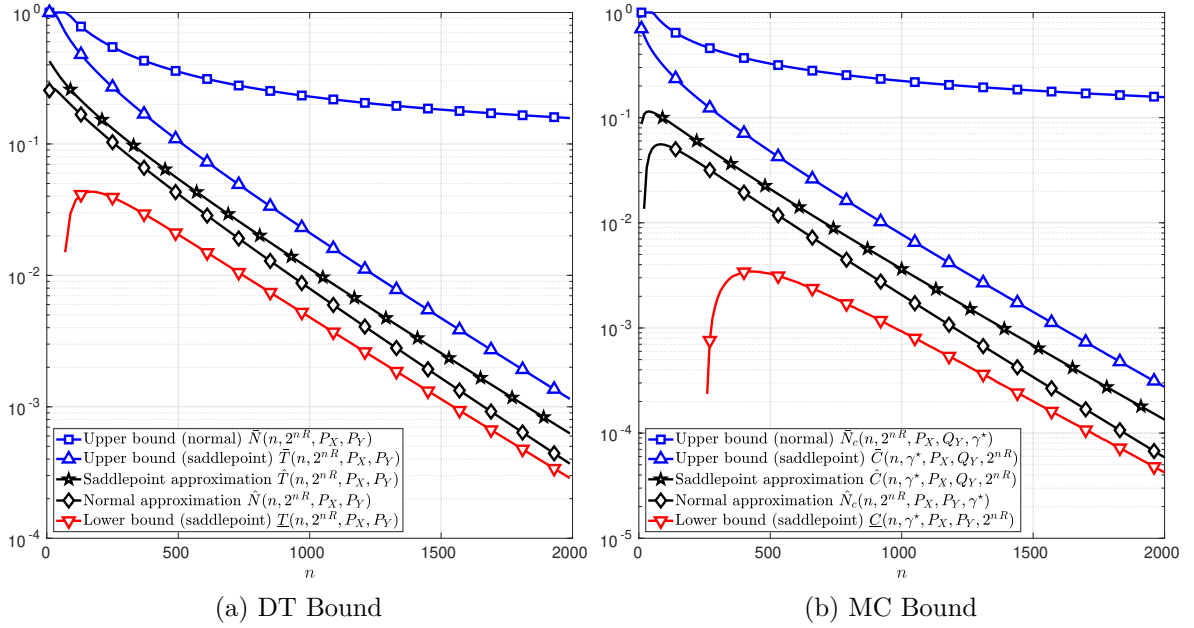 10^0
10^-1
10^-2
10^-3
10^-4
0
500
1000
1500
2000
n
Upper bound (normal) N̄(n, 2^{nR}, P_X, P_Y)
Upper bound (saddlepoint) T̄(n, 2^{nR}, P_X, P_Y)
Saddlepoint approximation T̂(n, 2^{nR}, P_X, P_Y)
Normal approximation N̂(n, 2^{nR}, P_X, P_Y)
Lower bound (saddlepoint) T̲(n, 2^{nR}, P_X, P_Y)
(a) DT Bound
10^0
10^-1
10^-2
10^-3
10^-4
10^-5
0
500
1000
1500
2000
n
Upper bound (normal) N̄_c(n, 2^{nR}, P_X, Q_Y, γ⋆)
Upper bound (saddlepoint) C̄(n, γ⋆, P_X, Q_Y, 2^{nR})
Saddlepoint approximation Ĉ(n, γ⋆, P_X, Q_Y, 2^{nR})
Normal approximation N̂_c(n, 2^{nR}, P_X, P_Y, γ⋆)
Lower bound (saddlepoint) C̲(n, γ⋆, P_X, P_Y, 2^{nR})
(b) MC Bound